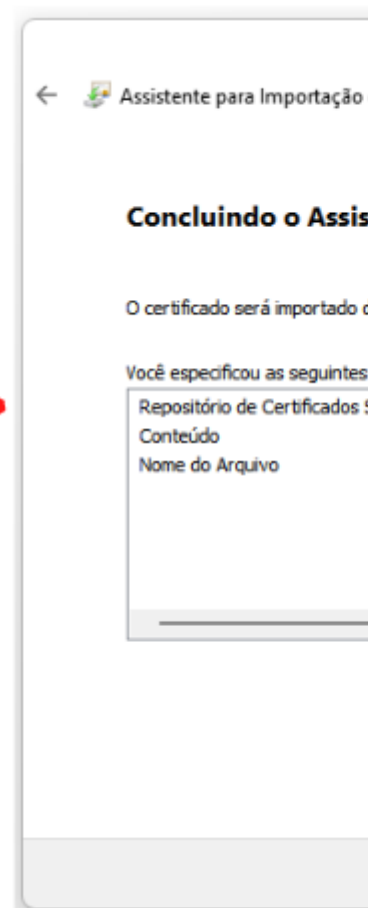 Assistente para Importação
Concluindo o Assis
O certificado será importado
Você especificou as seguintes
Repositório de Certificados
Conteúdo
Nome do Arquivo